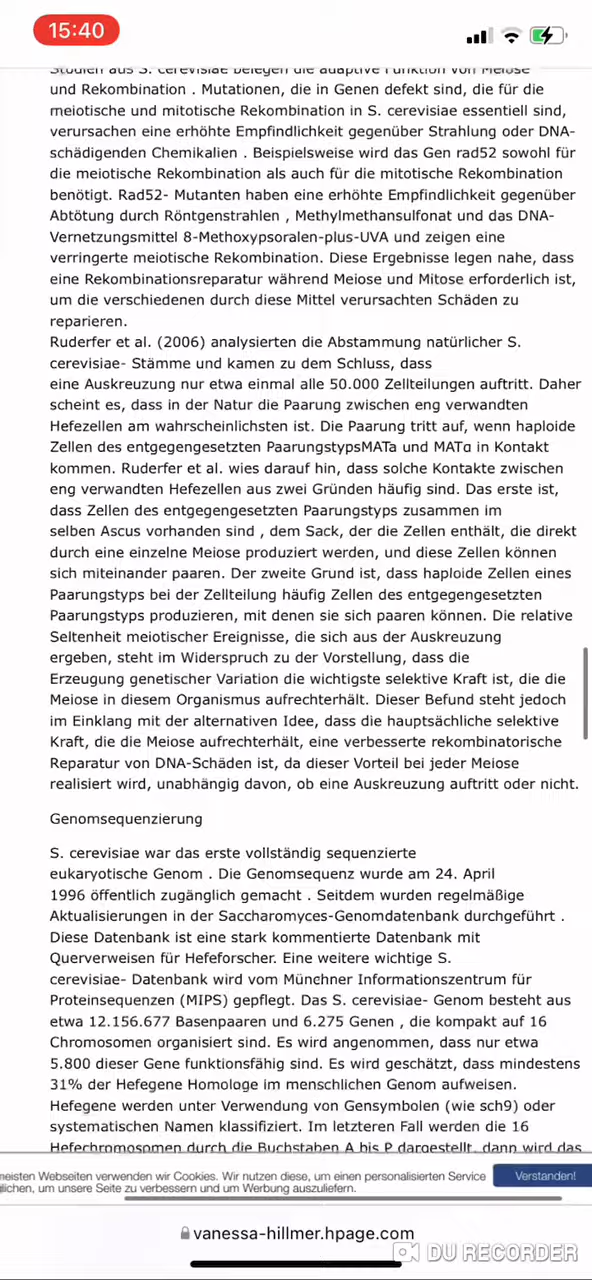 15:40
Studien aus S. cerevisiae belegen die adaptive Funktion von Meiose
und Rekombination . Mutationen, die in Genen defekt sind, die für die
meiotische und mitotische Rekombination in S. cerevisiae essentiell sind,
verursachen eine erhöhte Empfindlichkeit gegenüber Strahlung oder DNA-
schädigenden Chemikalien . Beispielsweise wird das Gen rad52 sowohl für
die meiotische Rekombination als auch für die mitotische Rekombination
benötigt. Rad52- Mutanten haben eine erhöhte Empfindlichkeit gegenüber
Abtötung durch Röntgenstrahlen , Methylmethansulfonat und das DNA-
Vernetzungsmittel 8-Methoxypsoralen-plus-UVA und zeigen eine
verringerte meiotische Rekombination. Diese Ergebnisse legen nahe, dass
eine Rekombinationsreparatur während Meiose und Mitose erforderlich ist,
um die verschiedenen durch diese Mittel verursachten Schäden zu
reparieren.
Ruderfer et al. (2006) analysierten die Abstammung natürlicher S.
cerevisiae- Stämme und kamen zu dem Schluss, dass
eine Auskreuzung nur etwa einmal alle 50.000 Zellteilungen auftritt. Daher
scheint es, dass in der Natur die Paarung zwischen eng verwandten
Hefezellen am wahrscheinlichsten ist. Die Paarung tritt auf, wenn haploide
Zellen des entgegengesetzten PaarungstypsMATa und MATα in Kontakt
kommen. Ruderfer et al. wies darauf hin, dass solche Kontakte zwischen
eng verwandten Hefezellen aus zwei Gründen häufig sind. Das erste ist,
dass Zellen des entgegengesetzten Paarungstyps zusammen im
selben Ascus vorhanden sind , dem Sack, der die Zellen enthält, die direkt
durch eine einzelne Meiose produziert werden, und diese Zellen können
sich miteinander paaren. Der zweite Grund ist, dass haploide Zellen eines
Paarungstyps bei der Zellteilung häufig Zellen des entgegengesetzten
Paarungstyps produzieren, mit denen sie sich paaren können. Die relative
Seltenheit meiotischer Ereignisse, die sich aus der Auskreuzung
ergeben, steht im Widerspruch zu der Vorstellung, dass die
Erzeugung genetischer Variation die wichtigste selektive Kraft ist, die die
Meiose in diesem Organismus aufrechterhält. Dieser Befund steht jedoch
im Einklang mit der alternativen Idee, dass die hauptsächliche selektive
Kraft, die die Meiose aufrechterhält, eine verbesserte rekombinatorische
Reparatur von DNA-Schäden ist, da dieser Vorteil bei jeder Meiose
realisiert wird, unabhängig davon, ob eine Auskreuzung auftritt oder nicht.
Genomsequenzierung
S. cerevisiae war das erste vollständig sequenzierte
eukaryotische Genom . Die Genomsequenz wurde am 24. April
1996 öffentlich zugänglich gemacht . Seitdem wurden regelmäßige
Aktualisierungen in der Saccharomyces-Genomdatenbank durchgeführt .
Diese Datenbank ist eine stark kommentierte Datenbank mit
Querverweisen für Hefeforscher. Eine weitere wichtige S.
cerevisiae- Datenbank wird vom Münchner Informationszentrum für
Proteinsequenzen (MIPS) gepflegt. Das S. cerevisiae- Genom besteht aus
etwa 12.156.677 Basenpaaren und 6.275 Genen , die kompakt auf 16
Chromosomen organisiert sind. Es wird angenommen, dass nur etwa
5.800 dieser Gene funktionsfähig sind. Es wird geschätzt, dass mindestens
31% der Hefegene Homologe im menschlichen Genom aufweisen.
Hefegene werden unter Verwendung von Gensymbolen (wie sch9) oder
systematischen Namen klassifiziert. Im letzteren Fall werden die 16
Hefechromosomen durch die Buchstaben A bis P dargestellt, dann wird das
meisten Webseiten verwenden wir Cookies. Wir nutzen diese, um einen personalisierten Service
glichen, um unsere Seite zu verbessern und um Werbung auszuliefern.
Verstanden!
vanessa-hillmer.hpage.com
DU RECORDER